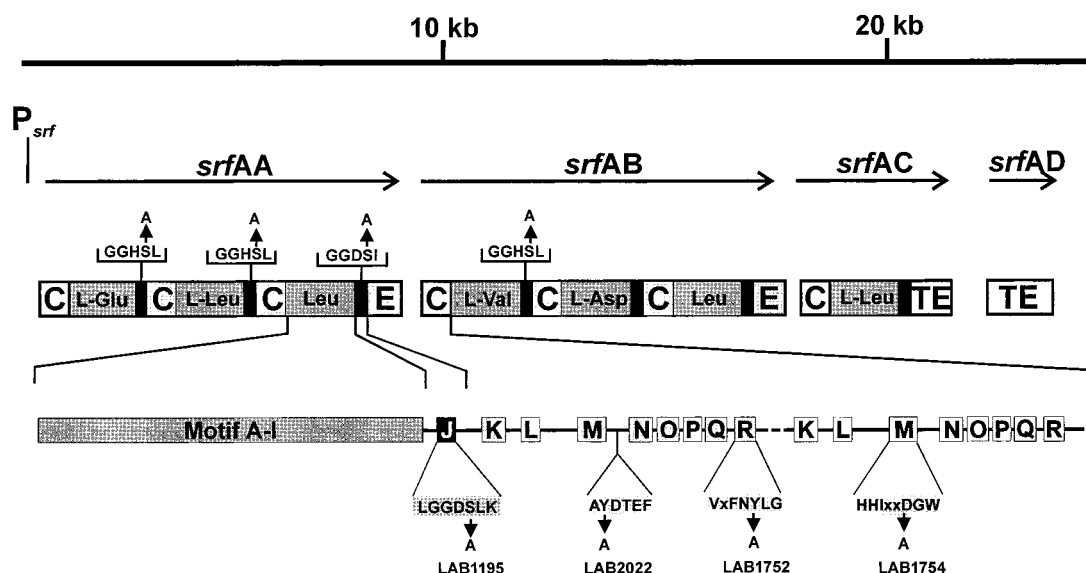 10 kb 20 kb
Psrf
srfAA srfAB srfAC srfAD
A A A A
GGHSL GGHSL GGDSI GGHSL
C L-Glu C L-Leu C Leu E C L-Val C L-Asp C Leu E C L-Leu TE TE
Motif A-I J K L M N O P Q R K L M N O P Q R
LGGDSLK AYDTEF VxFNYLG HHIxxDGW
A A A A
LAB1195 LAB2022 LAB1752 LAB1754